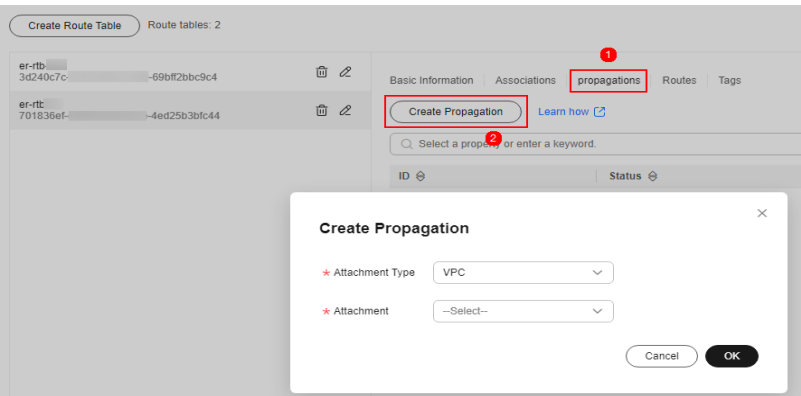 Create Route Table Route tables: 2
er-rtb-
3d240c7c- -69bff2bbc9c4
er-rtb
701836ef- -4ed25b3bfc44
1
Basic Information Associations propagations Routes Tags
Create Propagation Learn how
2
Select a property or enter a keyword.
ID Status
Create Propagation
* Attachment Type VPC
* Attachment --Select--
Cancel OK